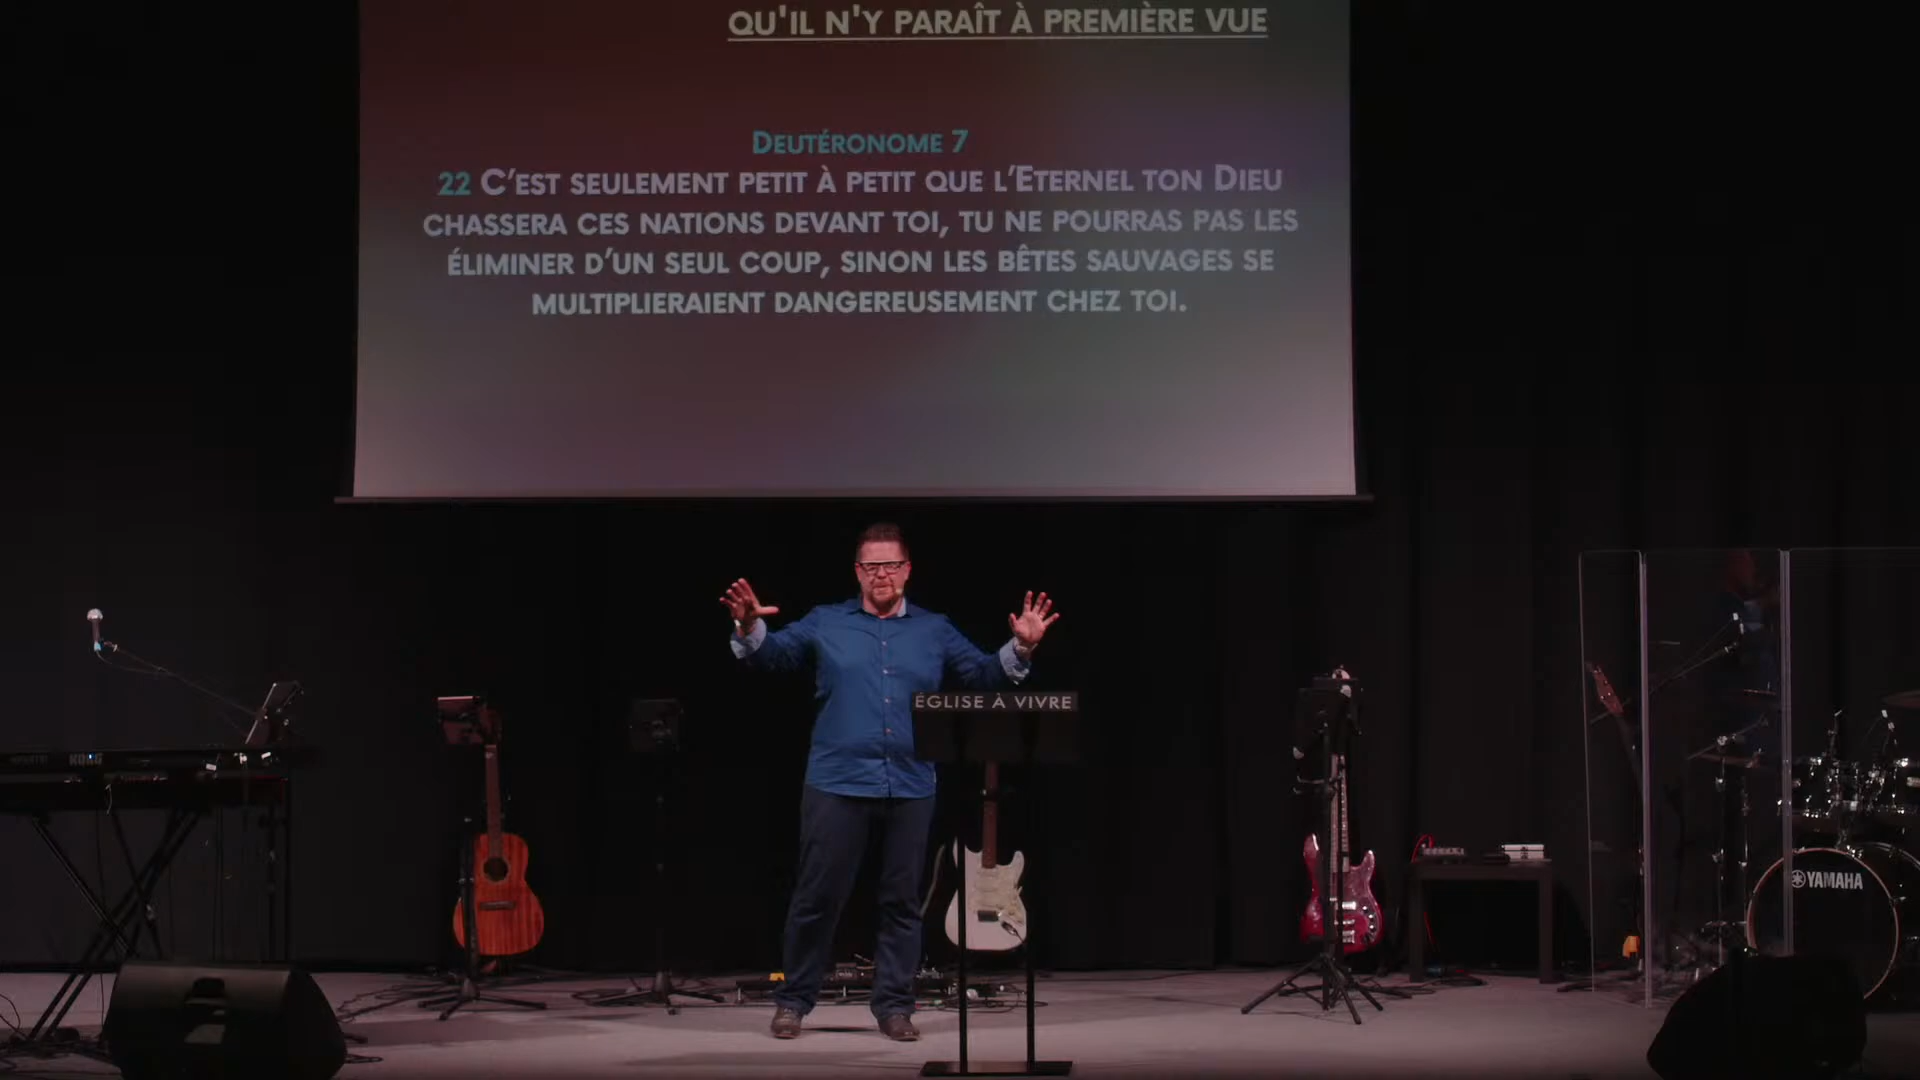 QU'IL N'Y PARAÎT À PREMIÈRE VUE
DEUTÉRONOME 7
22 C'EST SEULEMENT PETIT À PETIT QUE L'ETERNEL TON DIEU
CHASSERA CES NATIONS DEVANT TOI, TU NE POURRAS PAS LES
ÉLIMINER D'UN SEUL COUP, SINON LES BÊTES SAUVAGES SE
MULTIPLIERAIENT DANGEREUSEMENT CHEZ TOI.
ÉGLISE À VIVRE
KORG
YAMAHA